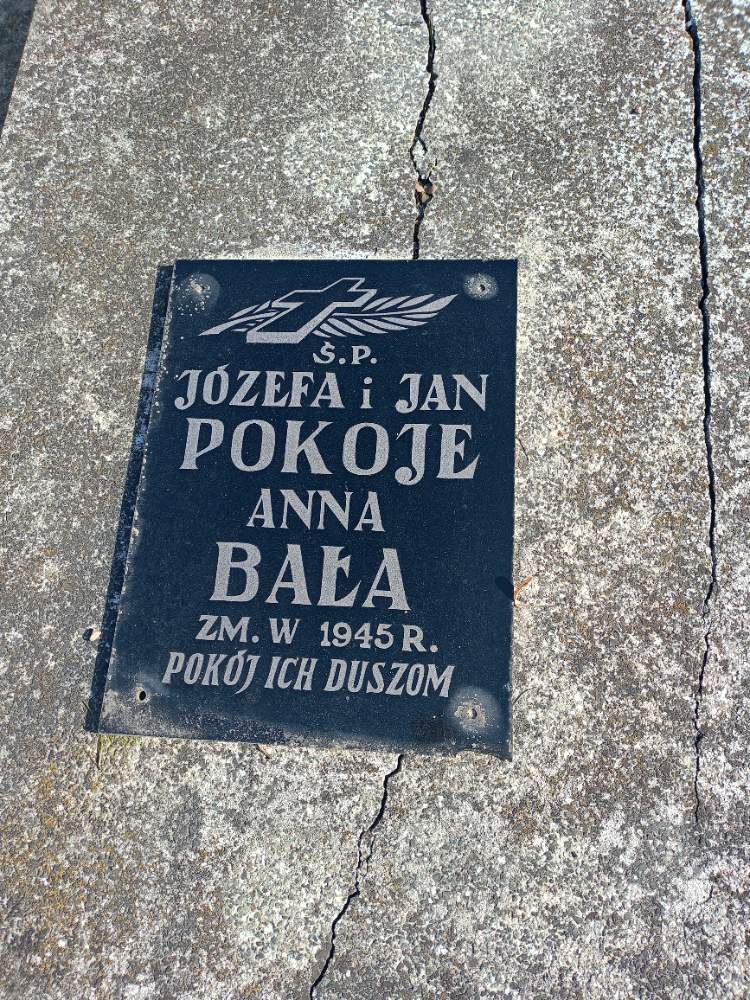 Ś.P.
JÓZEFA i JAN
POKOJE
ANNA
BAŁA
ZM. W 1945 R.
POKÓJ ICH DUSZOM